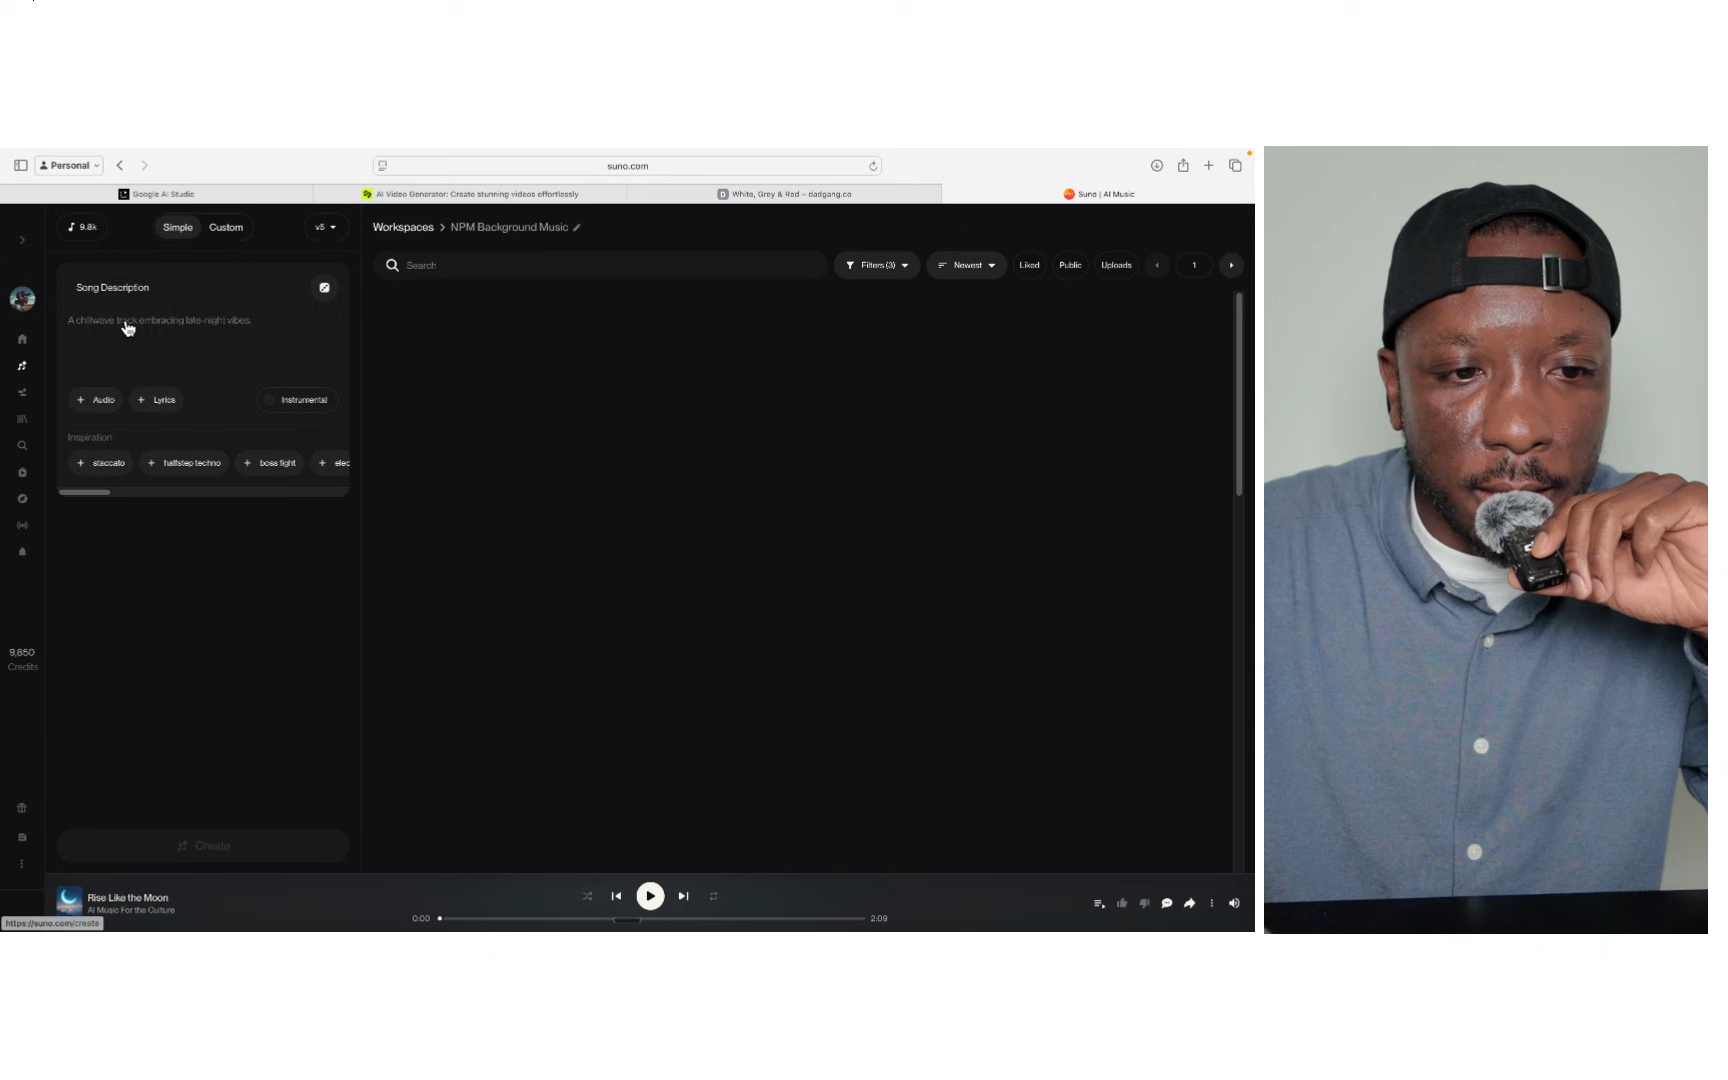 Personal
suno.com
Google AI Studio
AI Video Generator: Create stunning videos effortlessly
White, Grey & Red – dadgang.co
Suno | AI Music
9.8k
Simple
Custom
v5
Workspaces > NPM Background Music
Search
Filters (3)
Newest
Liked
Public
Uploads
1
Song Description
A chillwave track embracing late-night vibes.
+ Audio
+ Lyrics
Instrumental
Inspiration
+ staccato
+ halfstep techno
+ boss fight
+ elec
9,850
Credits
Create
Rise Like the Moon
AI Music For the Culture
0:00
2:09
https://suno.com/create